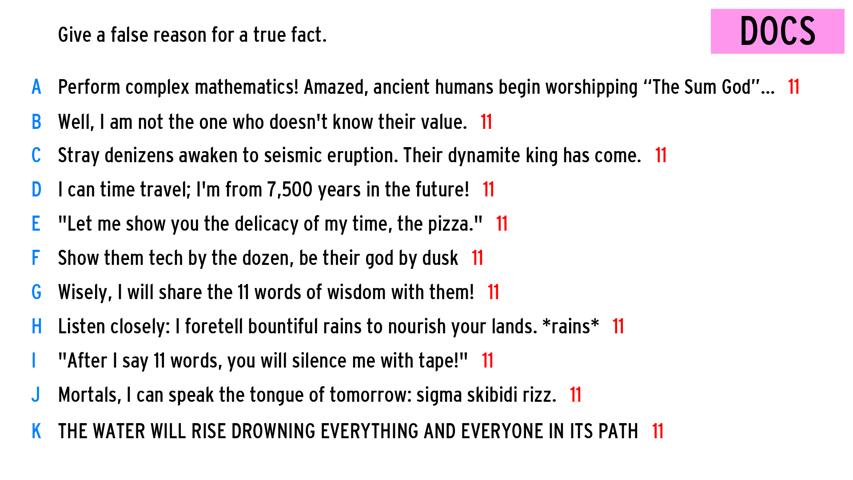 Give a false reason for a true fact.
DOCS
A Perform complex mathematics! Amazed, ancient humans begin worshipping “The Sum God”... 11
B Well, I am not the one who doesn't know their value. 11
C Stray denizens awaken to seismic eruption. Their dynamite king has come. 11
D I can time travel; I'm from 7,500 years in the future! 11
E "Let me show you the delicacy of my time, the pizza." 11
F Show them tech by the dozen, be their god by dusk 11
G Wisely, I will share the 11 words of wisdom with them! 11
H Listen closely: I foretell bountiful rains to nourish your lands. *rains* 11
I "After I say 11 words, you will silence me with tape!" 11
J Mortals, I can speak the tongue of tomorrow: sigma skibidi rizz. 11
K THE WATER WILL RISE DROWNING EVERYTHING AND EVERYONE IN ITS PATH 11